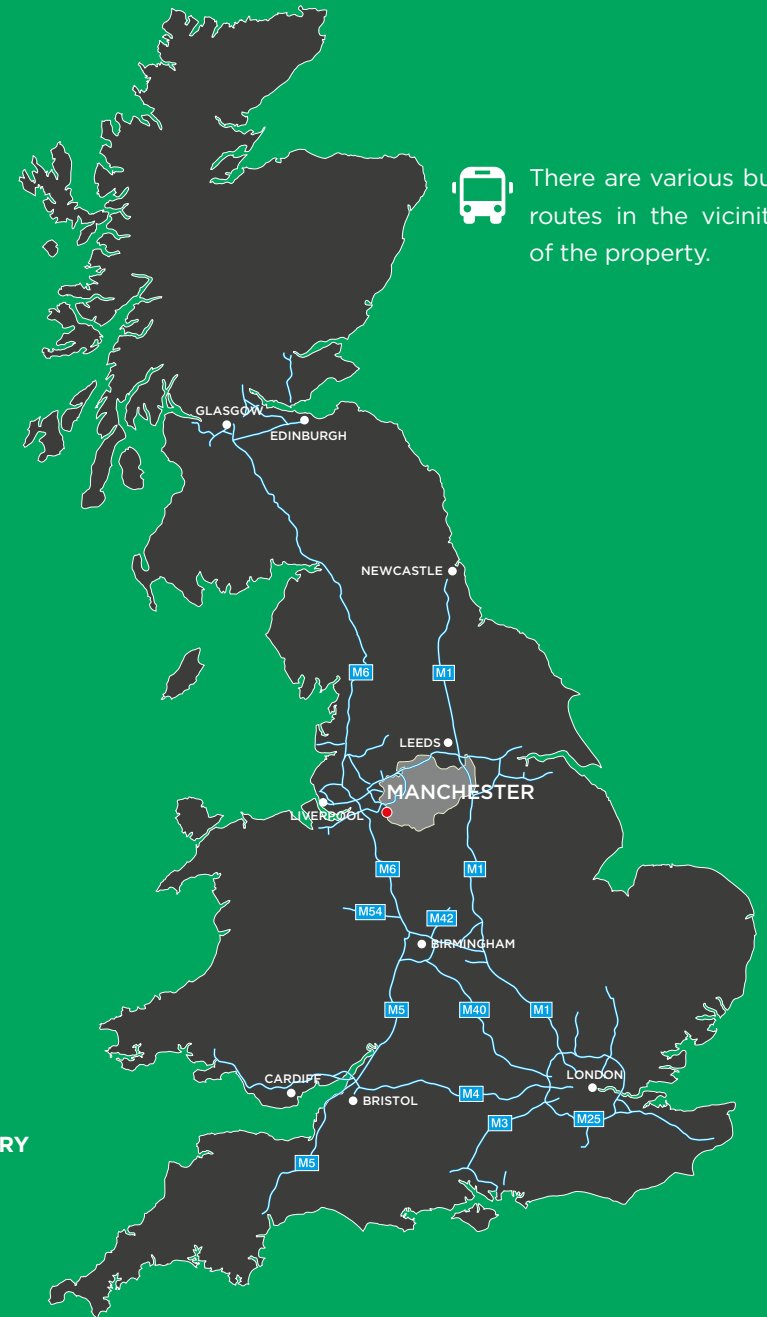 There are various bu
routes in the vicinit
of the property.
GLASGOW
EDINBURGH
NEWCASTLE
M6
M1
LEEDS
MANCHESTER
LIVERPOOL
M6
M1
M54
M42
BIRMINGHAM
M5
M40
M1
CARDIFF
LONDON
BRISTOL
M4
M25
M3
RY
M5